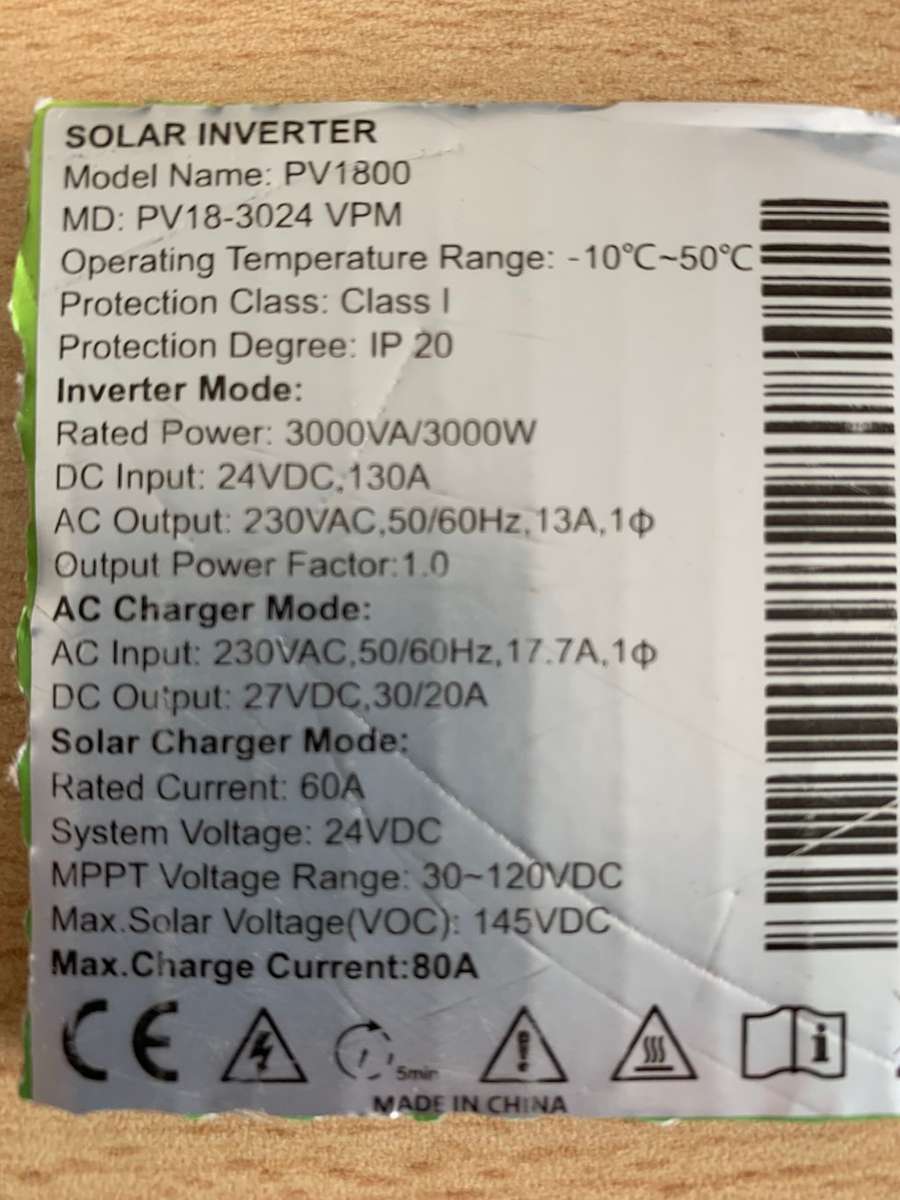 SOLAR INVERTER
Model Name: PV1800
MD: PV18-3024 VPM
Operating Temperature Range: -10℃~50℃
Protection Class: Class I
Protection Degree: IP 20
Inverter Mode:
Rated Power: 3000VA/3000W
DC Input: 24VDC,130A
AC Output: 230VAC,50/60Hz,13A,1ϕ
Output Power Factor:1.0
AC Charger Mode:
AC Input: 230VAC,50/60Hz,17.7A,1ϕ
DC Output: 27VDC,30/20A
Solar Charger Mode:
Rated Current: 60A
System Voltage: 24VDC
MPPT Voltage Range: 30~120VDC
Max.Solar Voltage(VOC): 145VDC
Max.Charge Current:80A
CE 5min i
MADE IN CHINA